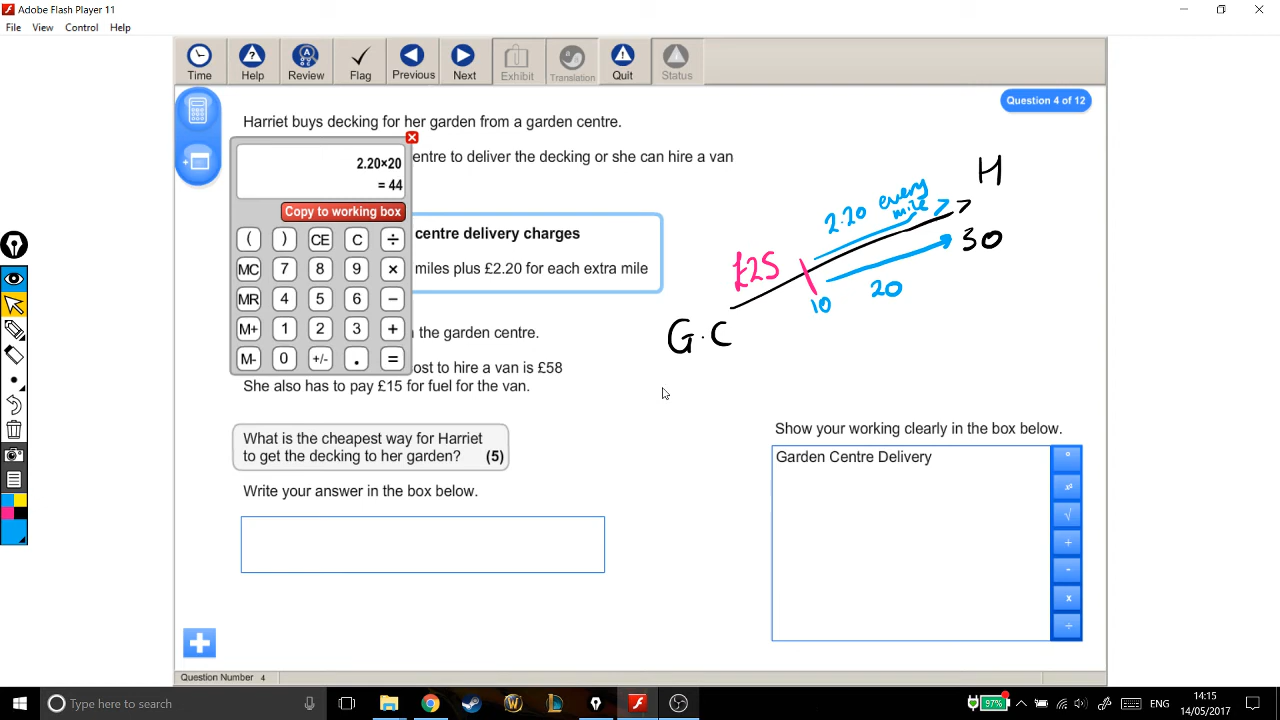 Adobe Flash Player 11
File View Control Help
Time Help Review Flag Previous Next Exhibit Translation Quit Status
Question 4 of 12
Harriet buys decking for her garden from a garden centre.
entre to deliver the decking or she can hire a van
2.20×20
= 44
Copy to working box
( ) CE C ÷
MC 7 8 9 ×
MR 4 5 6 −
M+ 1 2 3 +
M- 0 +/- . =
centre delivery charges
miles plus £2.20 for each extra mile
the garden centre.
ost to hire a van is £58
She also has to pay £15 for fuel for the van.
What is the cheapest way for Harriet
to get the decking to her garden? (5)
Write your answer in the box below.
H
2.20 every
mile
30
£25
10
20
G.C
Show your working clearly in the box below.
Garden Centre Delivery
°
x²
√
+
-
x
÷
Question Number 4
Type here to search
97%
ENG
14:15
14/05/2017